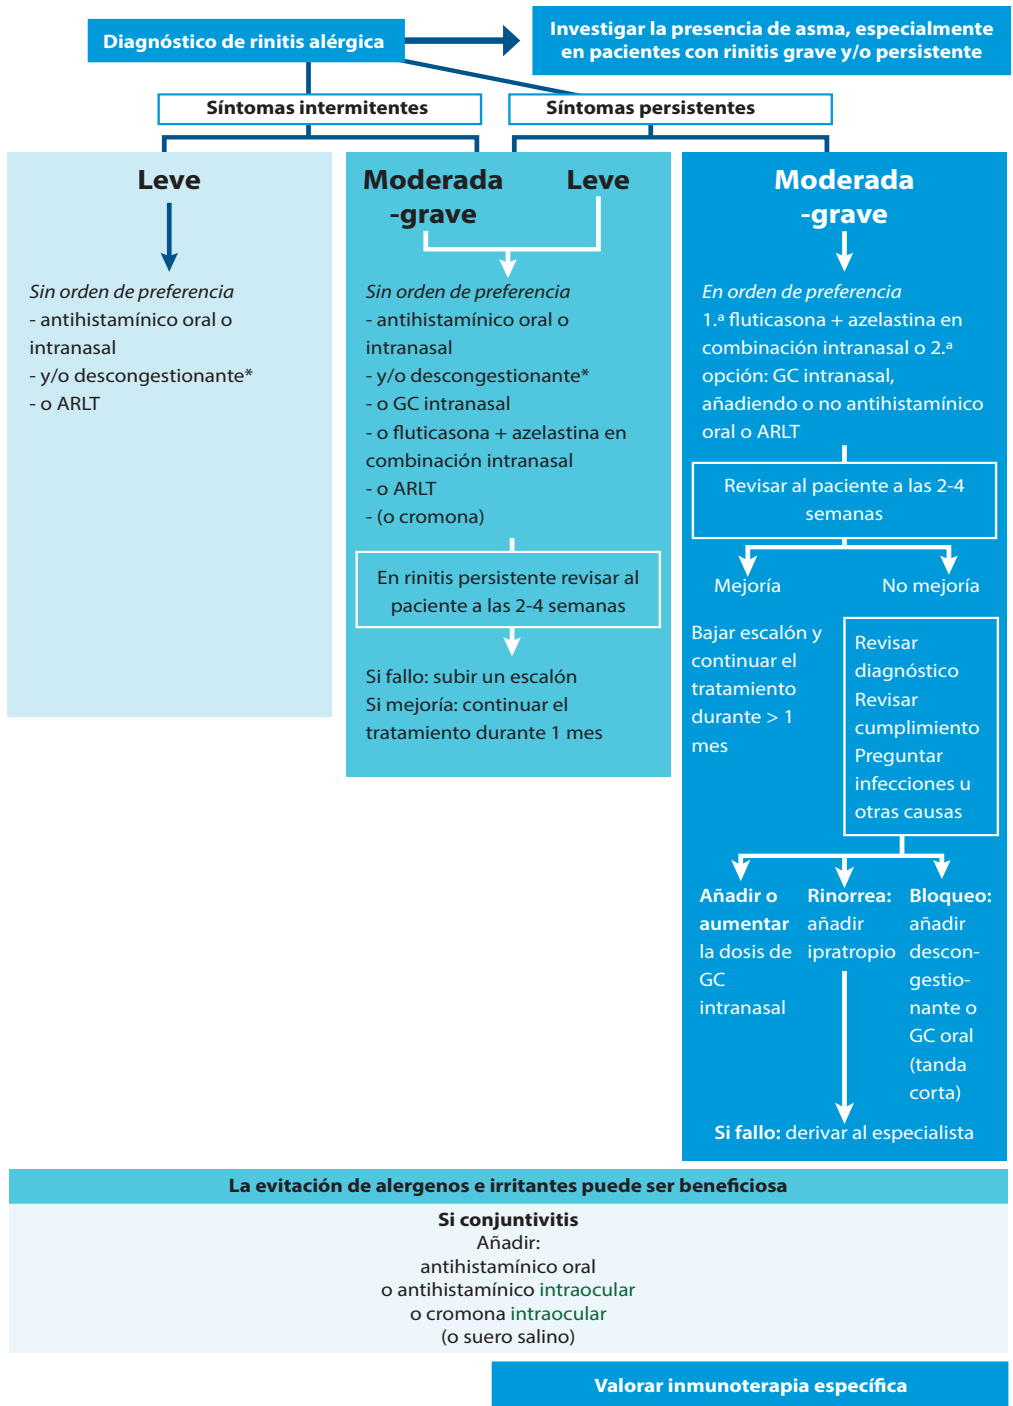 Diagnóstico de rinitis alérgica
Investigar la presencia de asma, especialmente
en pacientes con rinitis grave y/o persistente
Síntomas intermitentes
Síntomas persistentes
Leve
Sin orden de preferencia
- antihistamínico oral o
intranasal
- y/o descongestionante*
- o ARLT
Moderada
-grave
Leve
Sin orden de preferencia
- antihistamínico oral o
intranasal
- y/o descongestionante*
- o GC intranasal
- o fluticasona + azelastina en
combinación intranasal
- o ARLT
- (o cromona)
En rinitis persistente revisar al
paciente a las 2-4 semanas
Si fallo: subir un escalón
Si mejoría: continuar el
tratamiento durante 1 mes
Moderada
-grave
En orden de preferencia
1.ª fluticasona + azelastina en
combinación intranasal o 2.ª
opción: GC intranasal,
añadiendo o no antihistamínico
oral o ARLT
Revisar al paciente a las 2-4
semanas
Mejoría
No mejoría
Bajar escalón y
continuar el
tratamiento
durante > 1
mes
Revisar
diagnóstico
Revisar
cumplimiento
Preguntar
infecciones u
otras causas
Añadir o
aumentar
la dosis de
GC
intranasal
Rinorrea:
añadir
ipratropio
Bloqueo:
añadir
descon-
gestio-
nante o
GC oral
(tanda
corta)
Si fallo: derivar al especialista
La evitación de alergenos e irritantes puede ser beneficiosa
Si conjuntivitis
Añadir:
antihistamínico oral
o antihistamínico intraocular
o cromona intraocular
(o suero salino)
Valorar inmunoterapia específica